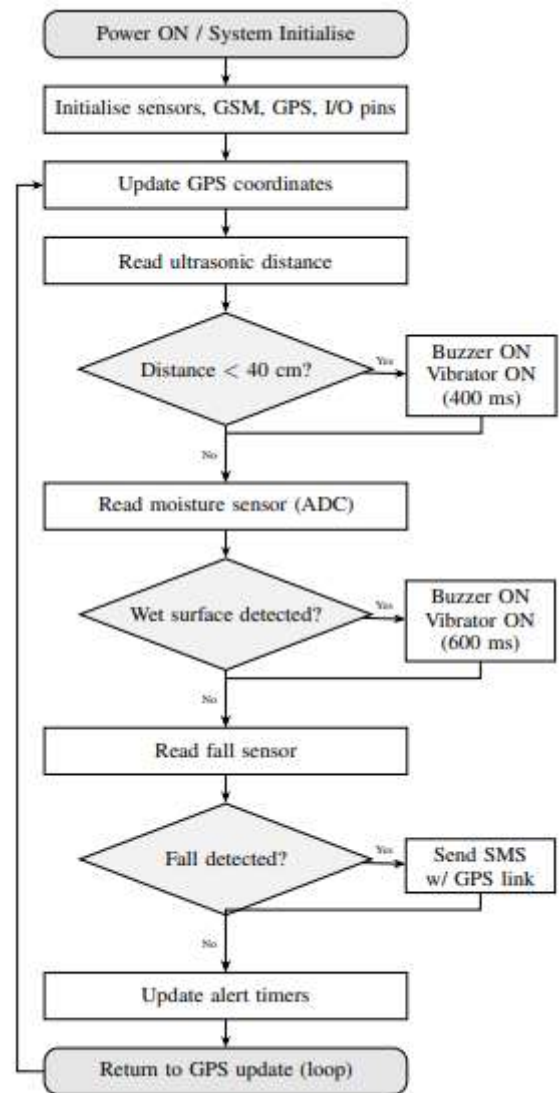 Power ON / System Initialise
Initialise sensors, GSM, GPS, I/O pins
Update GPS coordinates
Read ultrasonic distance
Distance < 40 cm?
Yes
Buzzer ON
Vibrator ON
(400 ms)
No
Read moisture sensor (ADC)
Wet surface detected?
Yes
Buzzer ON
Vibrator ON
(600 ms)
No
Read fall sensor
Fall detected?
Yes
Send SMS
w/ GPS link
No
Update alert timers
Return to GPS update (loop)